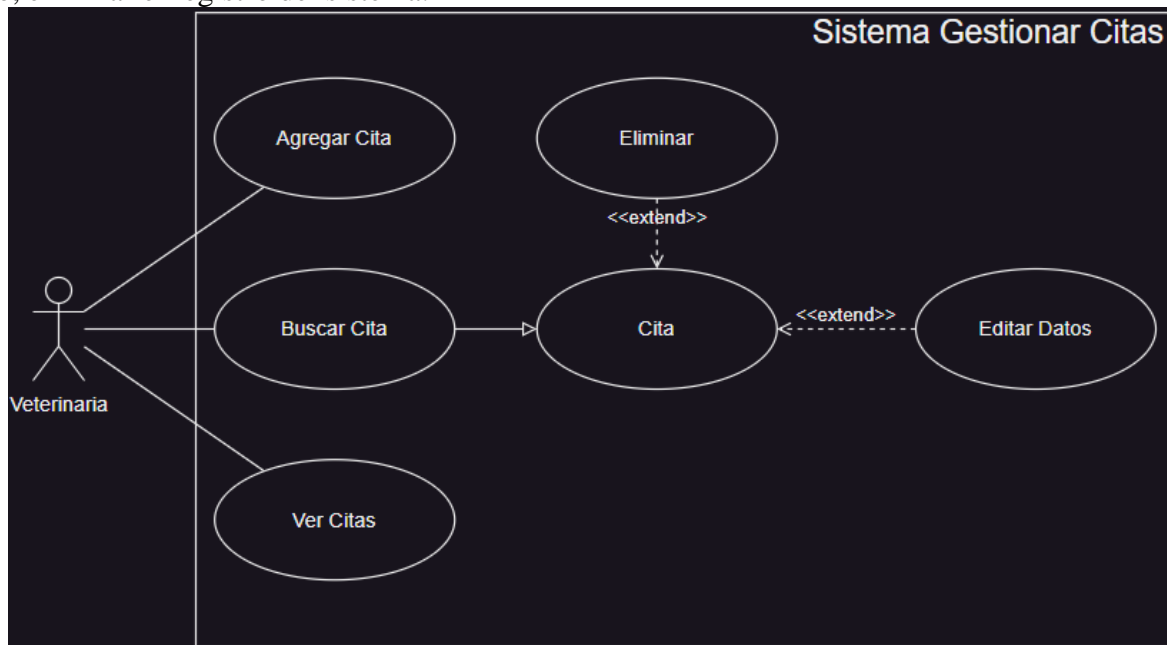 Sistema Gestionar Citas
Agregar Cita
Eliminar
<<extend>>
Buscar Cita
Cita
<<extend>>
Editar Datos
Veterinaria
Ver Citas